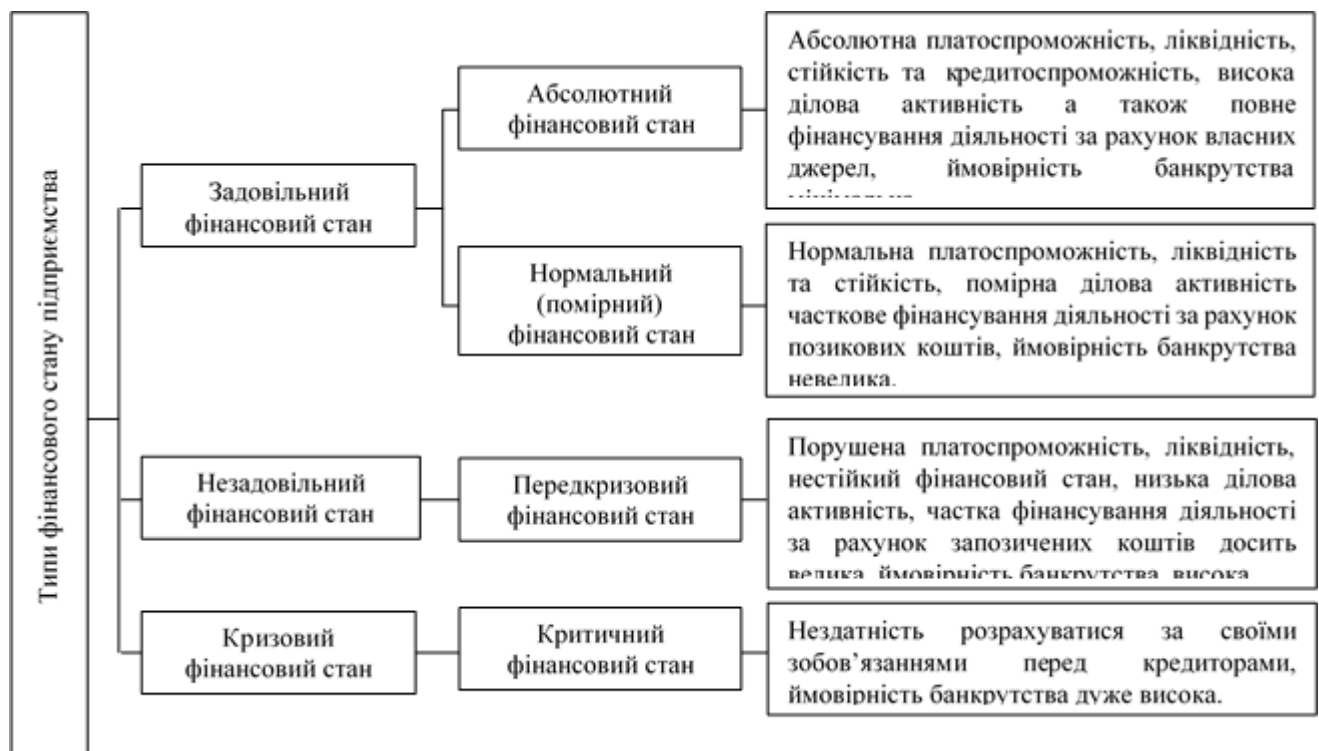 Типи фінансового стану підприємства
Задовільний
фінансовий стан
Абсолютний
фінансовий стан
Абсолютна платоспроможність, ліквідність,
стійкість та кредитоспроможність, висока
ділова активність а також повне
фінансування діяльності за рахунок власних
джерел, ймовірність банкрутства
Нормальний
(помірний)
фінансовий стан
Нормальна платоспроможність, ліквідність
та стійкість, помірна ділова активність
часткове фінансування діяльності за рахунок
позикових коштів, ймовірність банкрутства
невелика.
Незадовільний
фінансовий стан
Передкризовий
фінансовий стан
Порушена платоспроможність, ліквідність,
нестійкий фінансовий стан, низька ділова
активність, частка фінансування діяльності
за рахунок запозичених коштів досить
велика, ймовірність банкрутства висока
Кризовий
фінансовий стан
Критичний
фінансовий стан
Нездатність розрахуватися за своїми
зобов’язаннями перед кредиторами,
ймовірність банкрутства дуже висока.